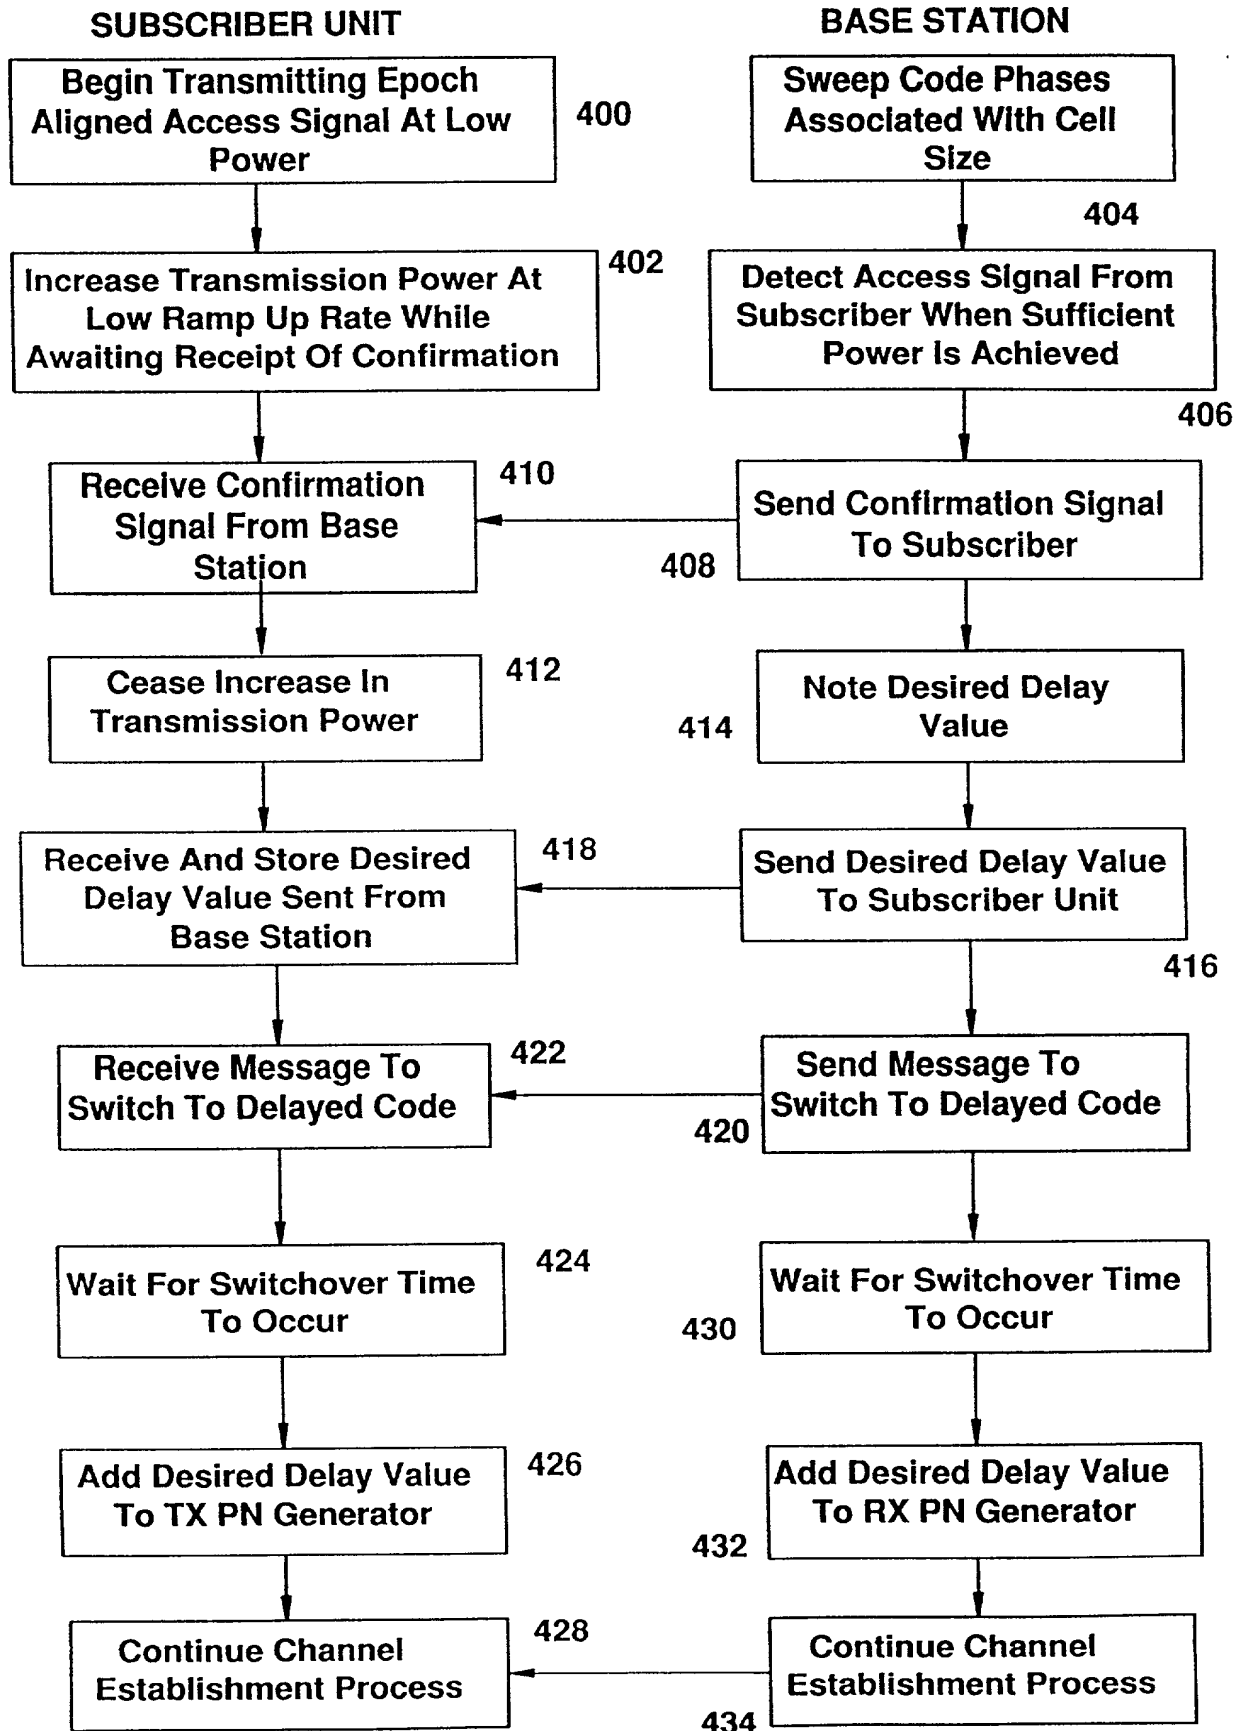 SUBSCRIBER UNIT
BASE STATION
Begin Transmitting Epoch
Aligned Access Signal At Low
Power
400
Sweep Code Phases
Associated With Cell
Size
404
Increase Transmission Power At
Low Ramp Up Rate While
Awaiting Receipt Of Confirmation
402
Detect Access Signal From
Subscriber When Sufficient
Power Is Achieved
406
Receive Confirmation
Signal From Base
Station
410
Send Confirmation Signal
To Subscriber
408
Cease Increase In
Transmission Power
412
Note Desired Delay
Value
414
Receive And Store Desired
Delay Value Sent From
Base Station
418
Send Desired Delay Value
To Subscriber Unit
416
Receive Message To
Switch To Delayed Code
422
Send Message To
Switch To Delayed Code
420
Wait For Switchover Time
To Occur
424
Wait For Switchover Time
To Occur
430
Add Desired Delay Value
To TX PN Generator
426
Add Desired Delay Value
To RX PN Generator
432
Continue Channel
Establishment Process
428
Continue Channel
Establishment Process
434